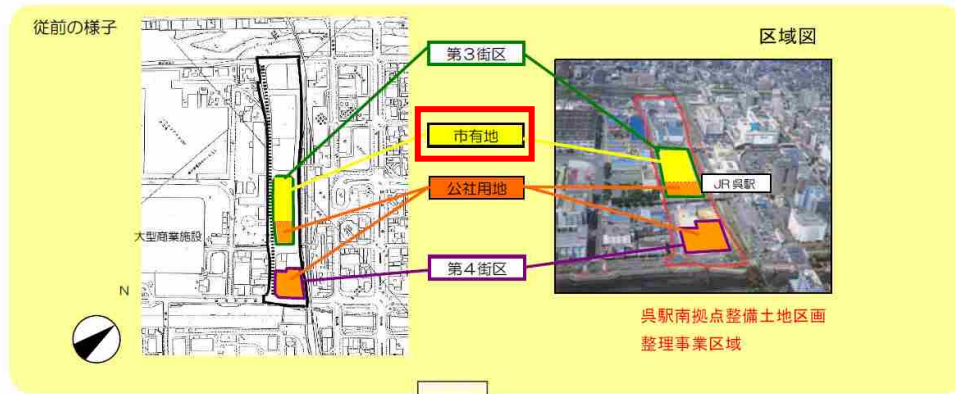 従前の様子
区域図
第3街区
市有地
公社用地
JR呉駅
大型商業施設
第4街区
N
呉駅南拠点整備土地区画
整理事業区域